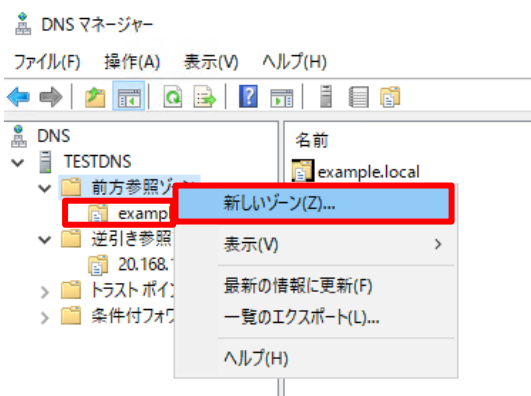 DNS マネージャー
ファイル(F) 操作(A) 表示(V) ヘルプ(H)
DNS
TESTDNS
前方参照ゾーン
逆引き参照
20.168.
トラスト ポイ
条件付フォワ
名前
example.local
新しいゾーン(Z)...
表示(V)
最新の情報に更新(F)
一覧のエクスポート(L)...
ヘルプ(H)